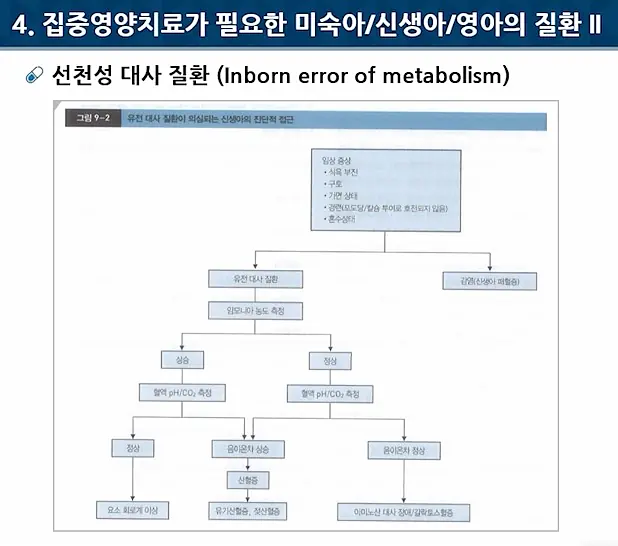 4. 집중영양치료가 필요한 미숙아/신생아/영아의 질환 II
선천성 대사 질환 (Inborn error of metabolism)
그림 9-2 유전 대사 질환이 의심되는 신생아의 진단적 접근
임상 증상
• 식욕 부진
• 구토
• 기면 상태
• 경련(포도당/칼슘 투여로 호전되지 않음)
• 혼수상태
유전 대사 질환
감염(신생아 패혈증)
암모니아 농도 측정
상승
정상
혈액 pH/CO₂ 측정
혈액 pH/CO₂ 측정
정상
음이온차 상승
음이온차 정상
산혈증
요소 회로계 이상
유기산혈증, 젖산혈증
아미노산 대사 장애/갈락토스혈증